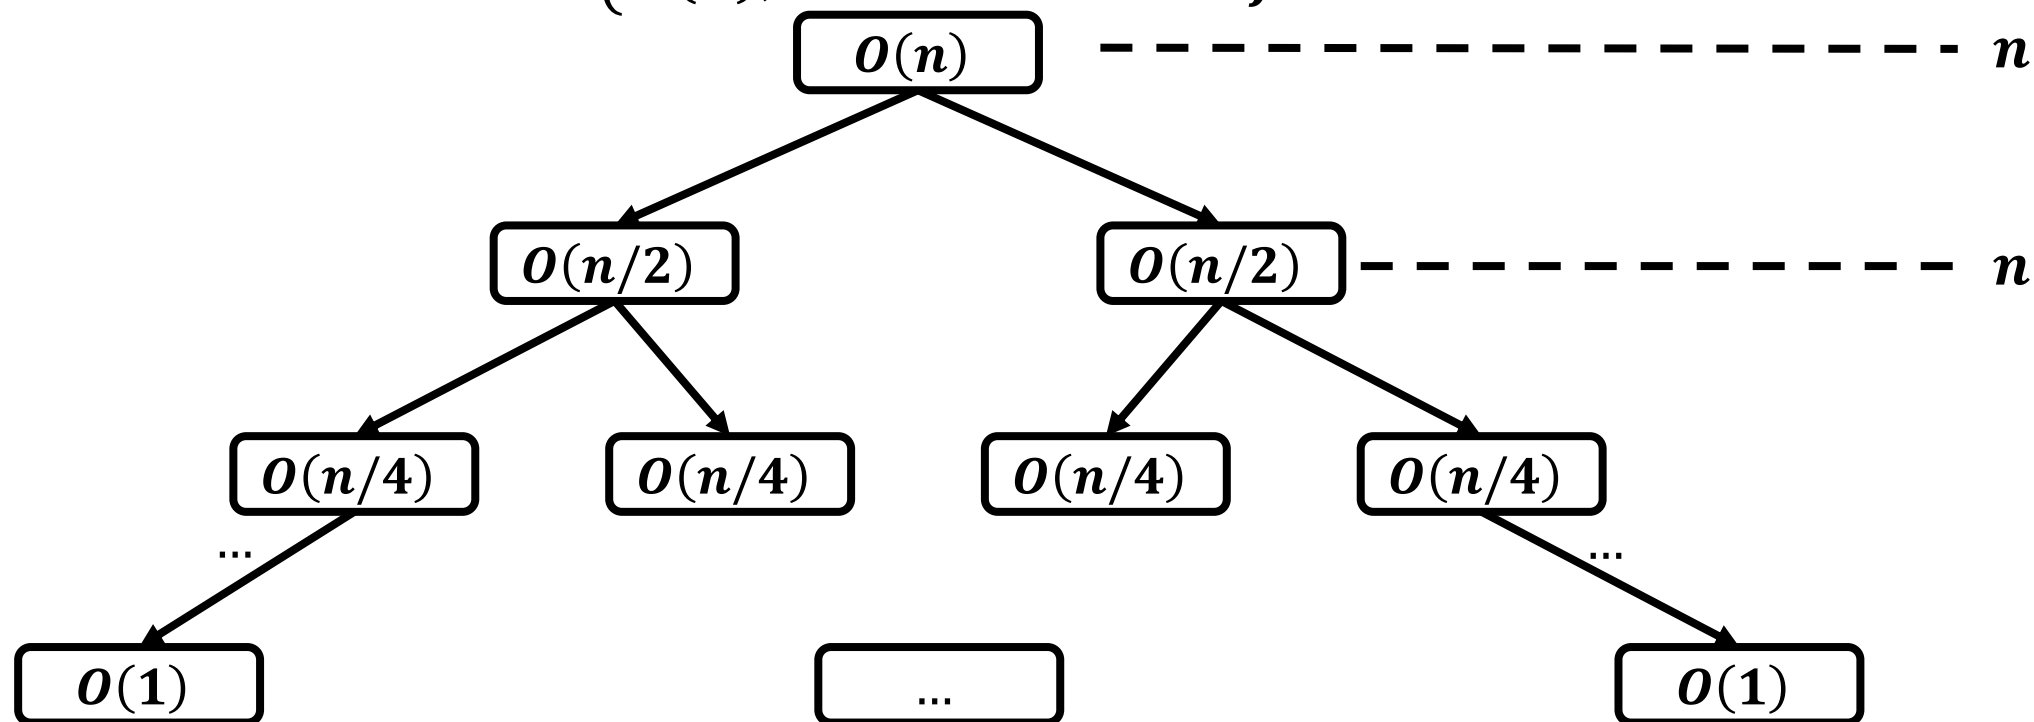 O(n) n
O(n/2) O(n/2) n
O(n/4) O(n/4) O(n/4) O(n/4)
... ...
O(1) ... O(1)